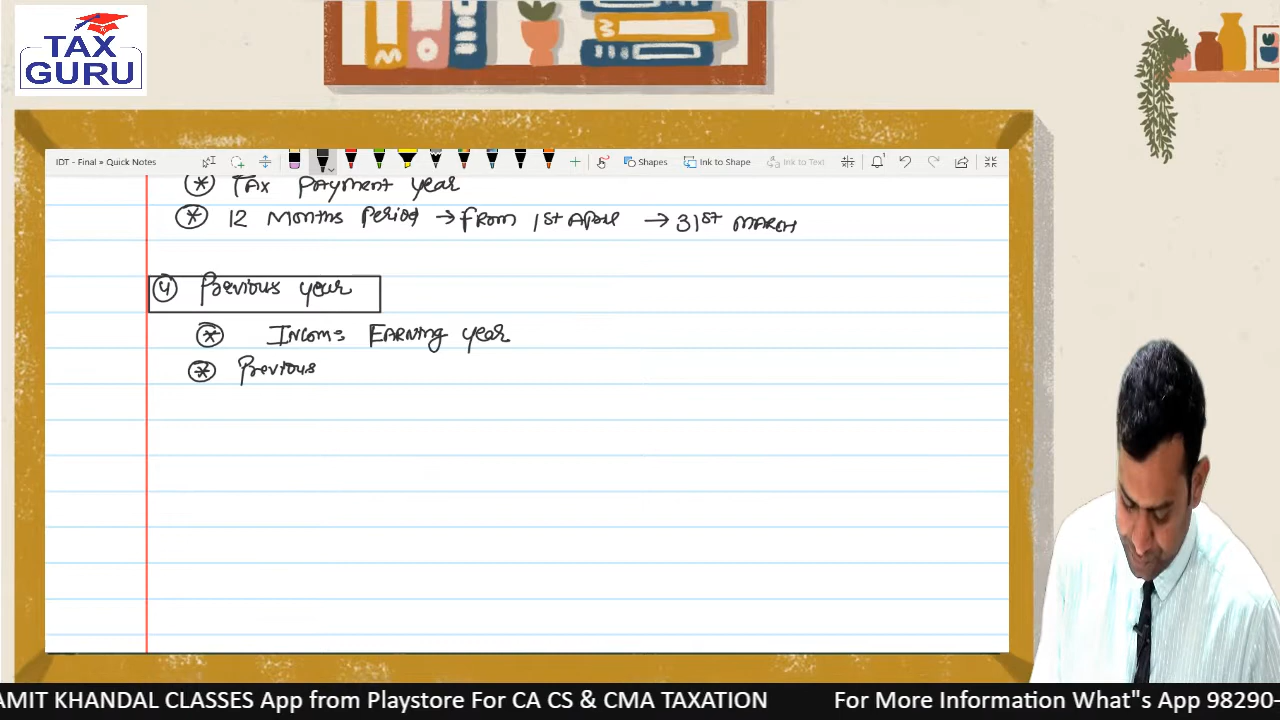 TAX
GURU
IDT - Final » Quick Notes
Shapes
Ink to Shape
Ink to Text
* Tax Payment year
* 12 Months Period → From 1st April → 31st MARCH
4 Previous year
* Income Earning year
* Previous
AMIT KHANDAL CLASSES App from Playstore For CA CS & CMA TAXATION For More Information What"s App 98290-